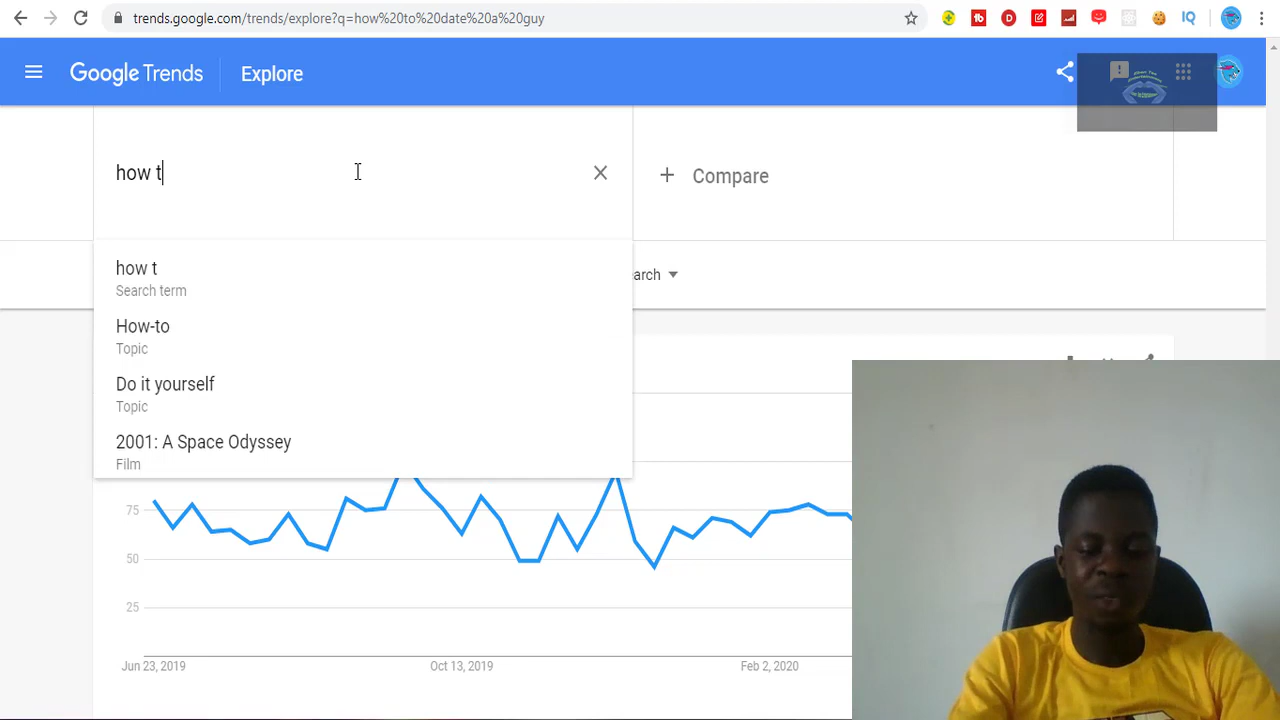 trends.google.com/trends/explore?q=how%20to%20date%20a%20guy
IQ
Google Trends
Explore
how t
Compare
how t
Search term
How-to
Topic
Do it yourself
Topic
2001: A Space Odyssey
Film
arch
75
50
25
Jun 23, 2019
Oct 13, 2019
Feb 2, 2020